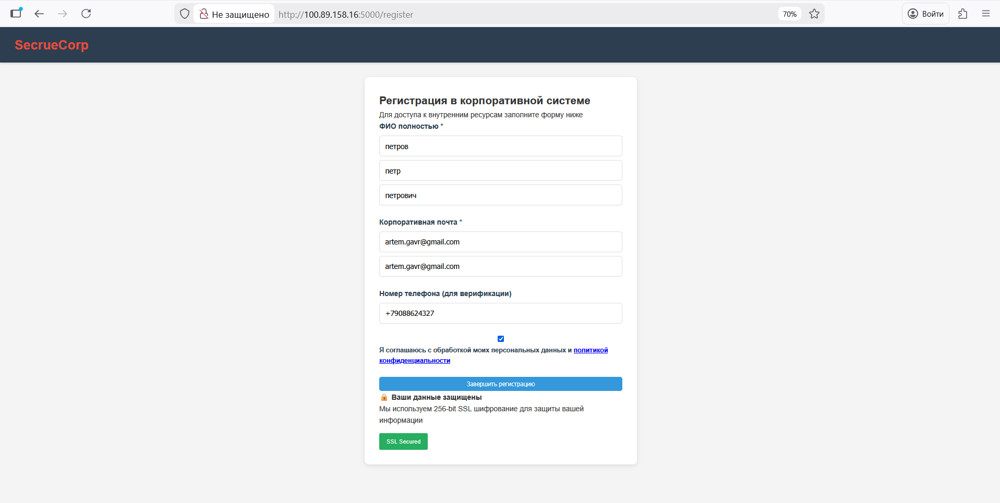 Не защищено
http://100.89.158.16:5000/register
70%
Войти
SecrueCorp
Регистрация в корпоративной системе
Для доступа к внутренним ресурсам заполните форму ниже
ФИО полностью *
петров
петр
петрович
Корпоративная почта *
artem.gavr@gmail.com
artem.gavr@gmail.com
Номер телефона (для верификации)
+79088624327
Я соглашаюсь с обработкой моих персональных данных и политикой
конфиденциальности
Завершить регистрацию
Ваши данные защищены
Мы используем 256-bit SSL шифрование для защиты вашей
информации
SSL Secured